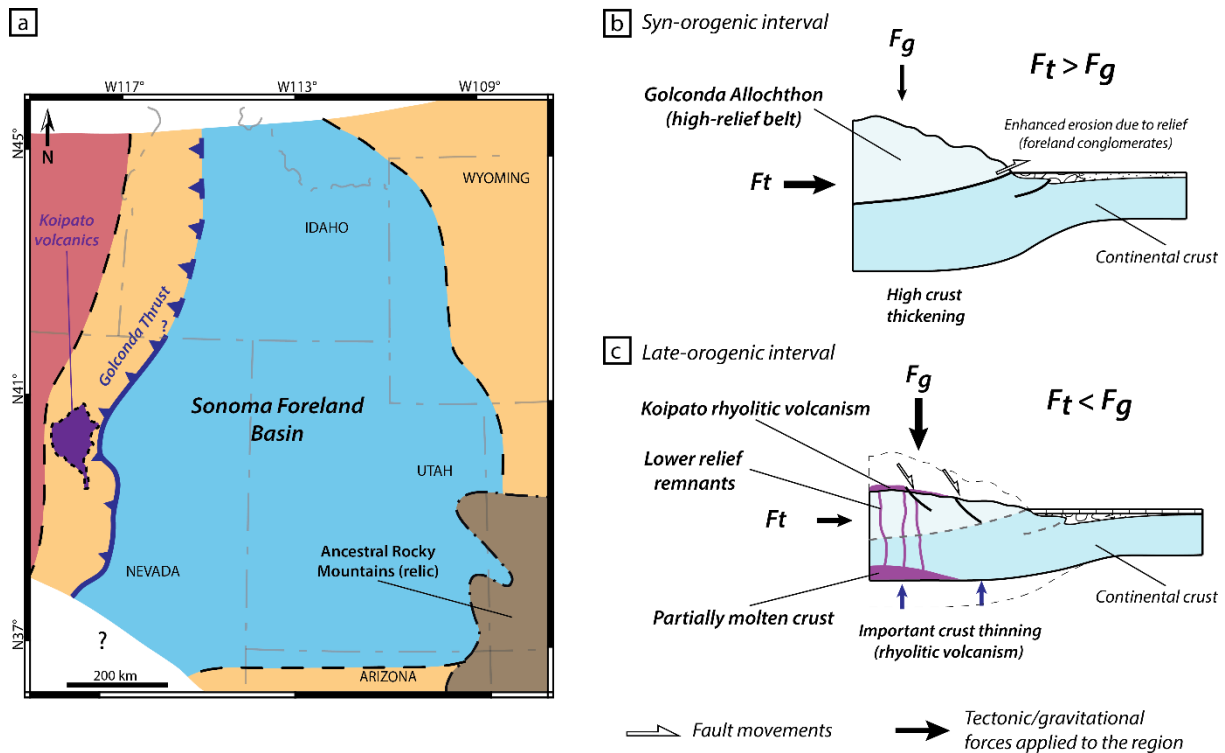 a
W117°
W113°
W109°
N45°
N41°
N37°
N
Koipato
volcanics
Golconda Thrust
?
WYOMING
IDAHO
Sonoma Foreland
Basin
UTAH
NEVADA
Ancestral Rocky
Mountains (relic)
?
200 km
ARIZONA
b Syn-orogenic interval
Fg
Ft > Fg
Golconda Allochthon
(high-relief belt)
Enhanced erosion due to relief
(foreland conglomerates)
Ft
Continental crust
High crust
thickening
c Late-orogenic interval
Fg
Ft < Fg
Koipato rhyolitic volcanism
Lower relief
remnants
Ft
Partially molten crust
Continental crust
Important crust thinning
(rhyolitic volcanism)
Fault movements
Tectonic/gravitational
forces applied to the region